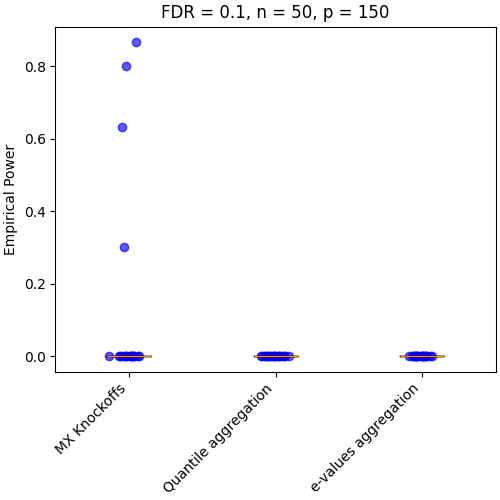 FDR = 0.1, n = 50, p = 150
Empirical Power
0.8
0.6
0.4
0.2
0.0
MX Knockoffs
Quantile aggregation
e-values aggregation